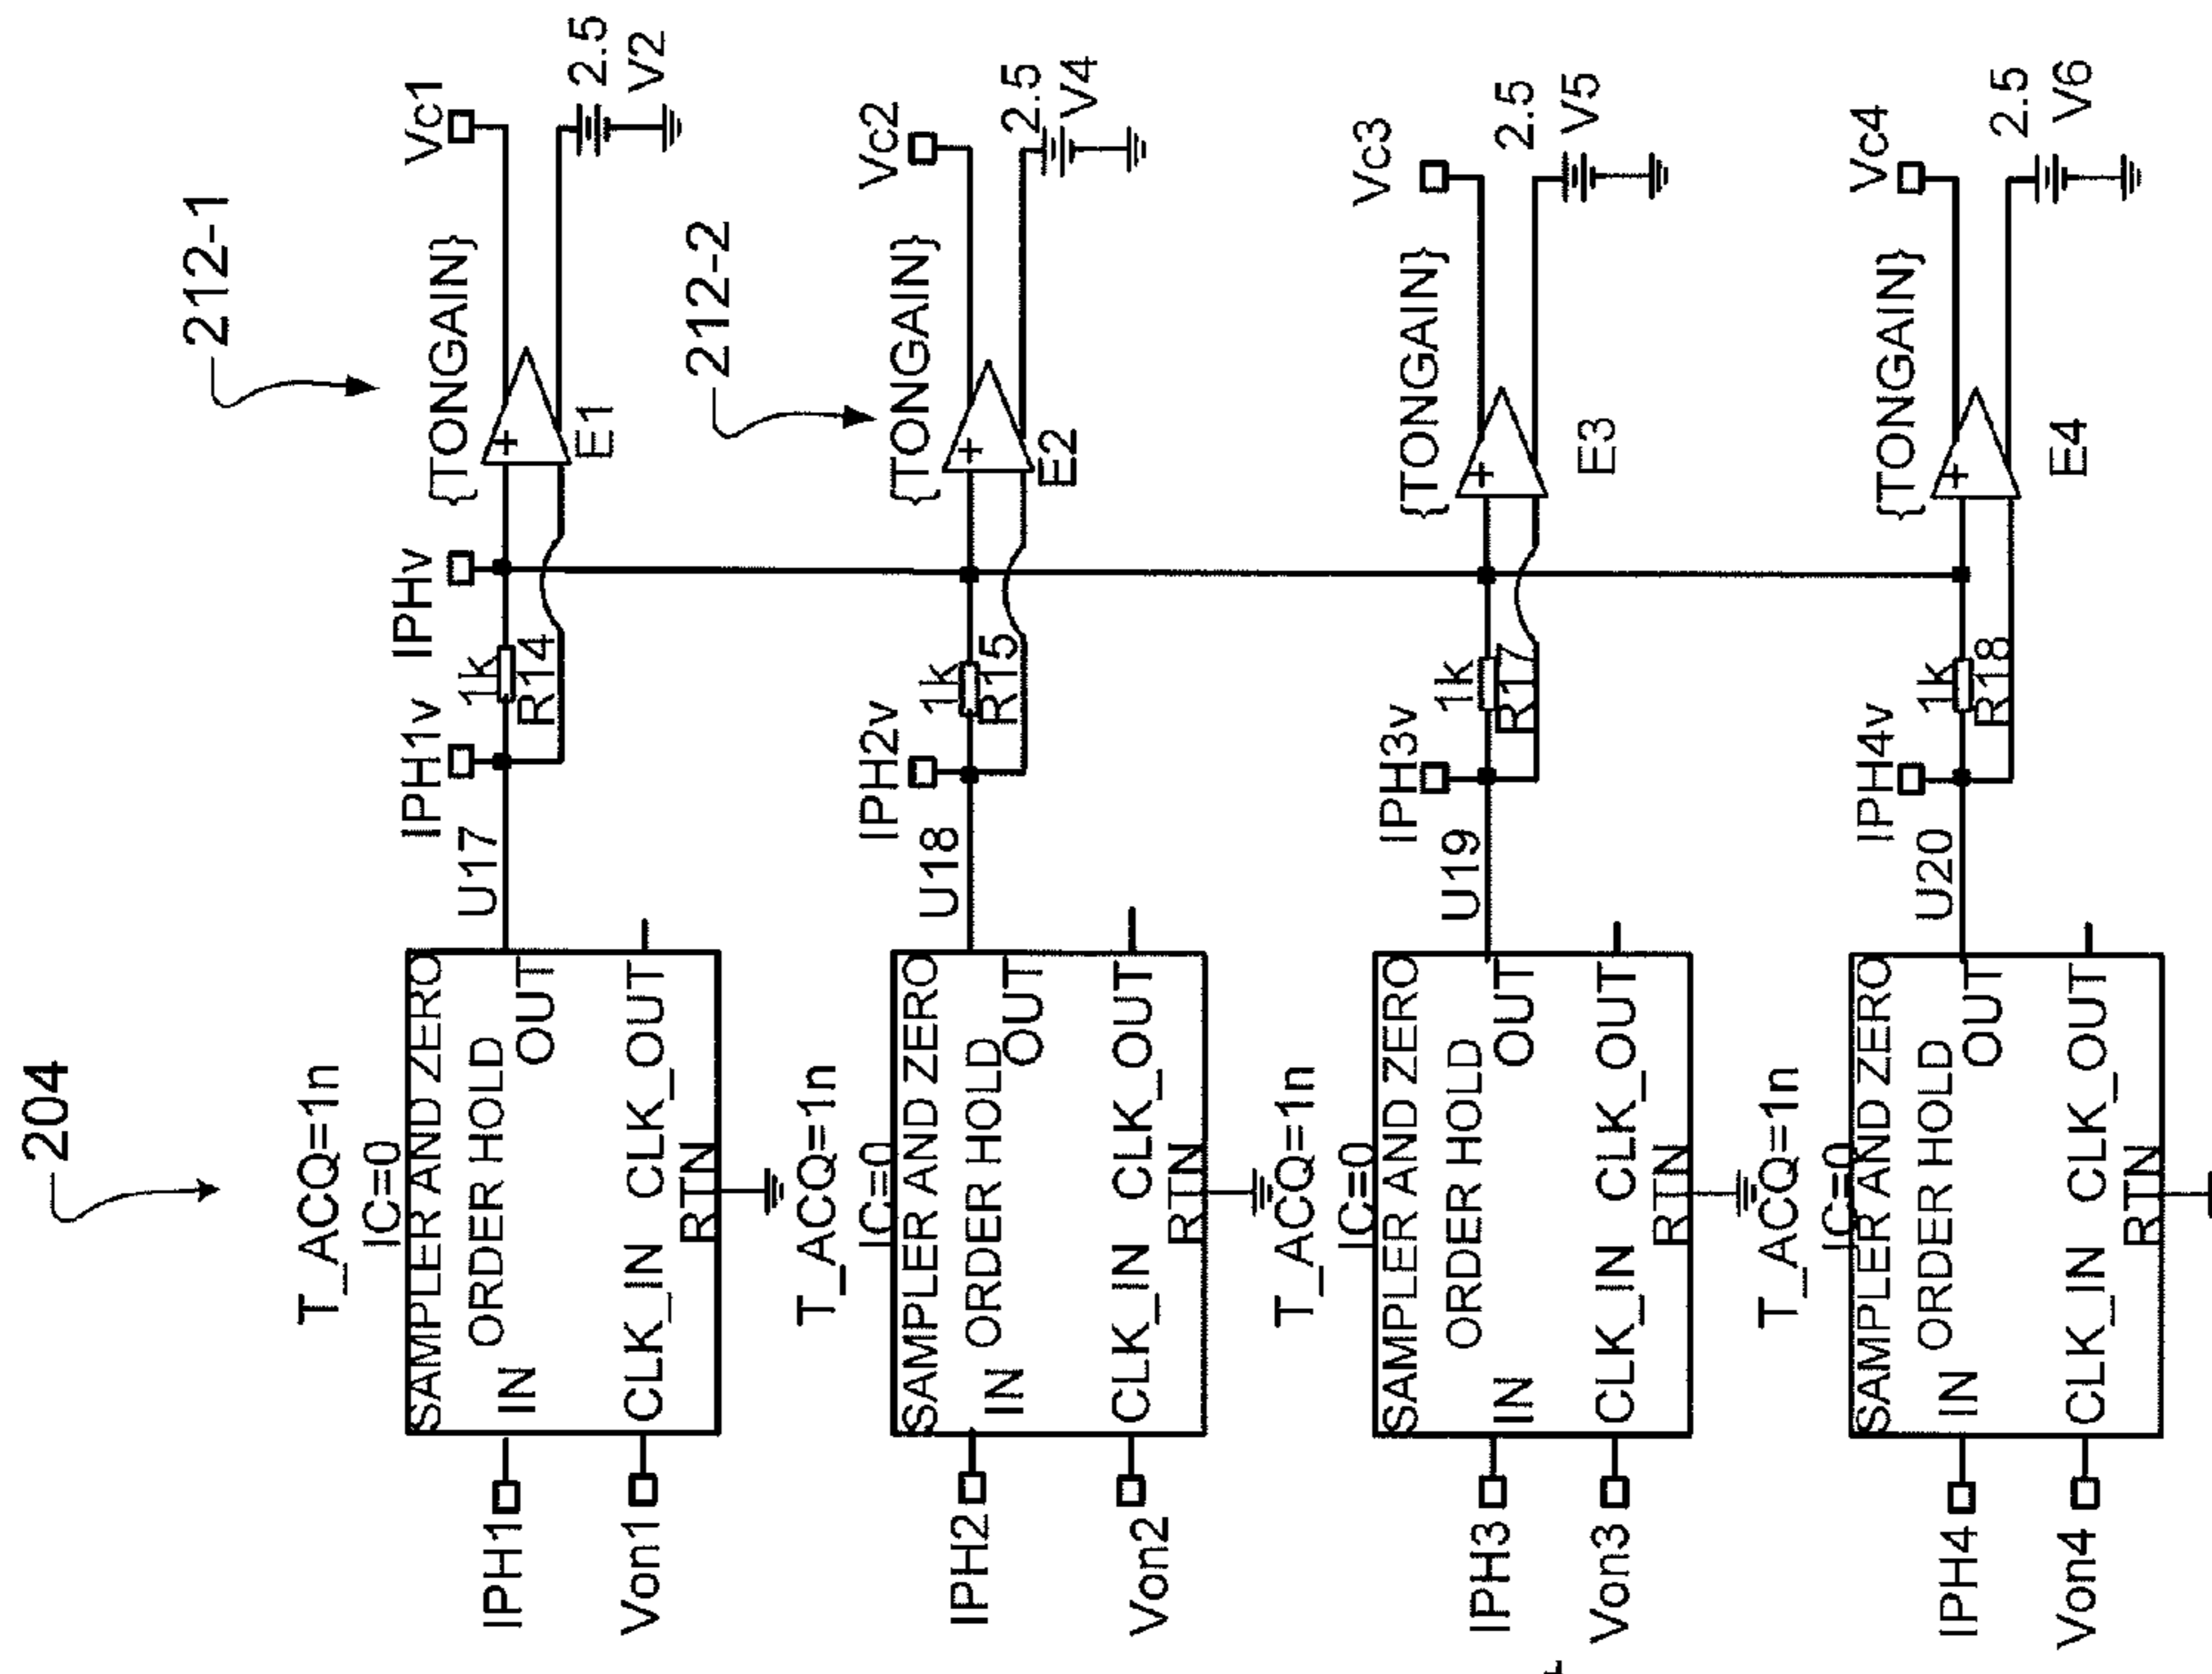 204
212-1
212-2
T_ACQ=1n
IC=0
SAMPLER AND ZERO
ORDER HOLD
IN
OUT
CLK_IN
CLK_OUT
RTN
IPH1
Von1
U17
IPH1v
1k
R14
IPHv
{TONGAIN}
E1
Vc1
2.5
V2
T_ACQ=1n
IC=0
SAMPLER AND ZERO
ORDER HOLD
IN
OUT
CLK_IN
CLK_OUT
RTN
IPH2
Von2
U18
IPH2v
1k
R15
{TONGAIN}
E2
Vc2
2.5
V4
T_ACQ=1n
IC=0
SAMPLER AND ZERO
ORDER HOLD
IN
OUT
CLK_IN
CLK_OUT
RTN
IPH3
Von3
U19
IPH3v
1k
R17
{TONGAIN}
E3
Vc3
2.5
V5
T_ACQ=1n
IC=0
SAMPLER AND ZERO
ORDER HOLD
IN
OUT
CLK_IN
CLK_OUT
RTN
IPH4
Von4
U20
IPH4v
1k
R18
{TONGAIN}
E4
Vc4
2.5
V6